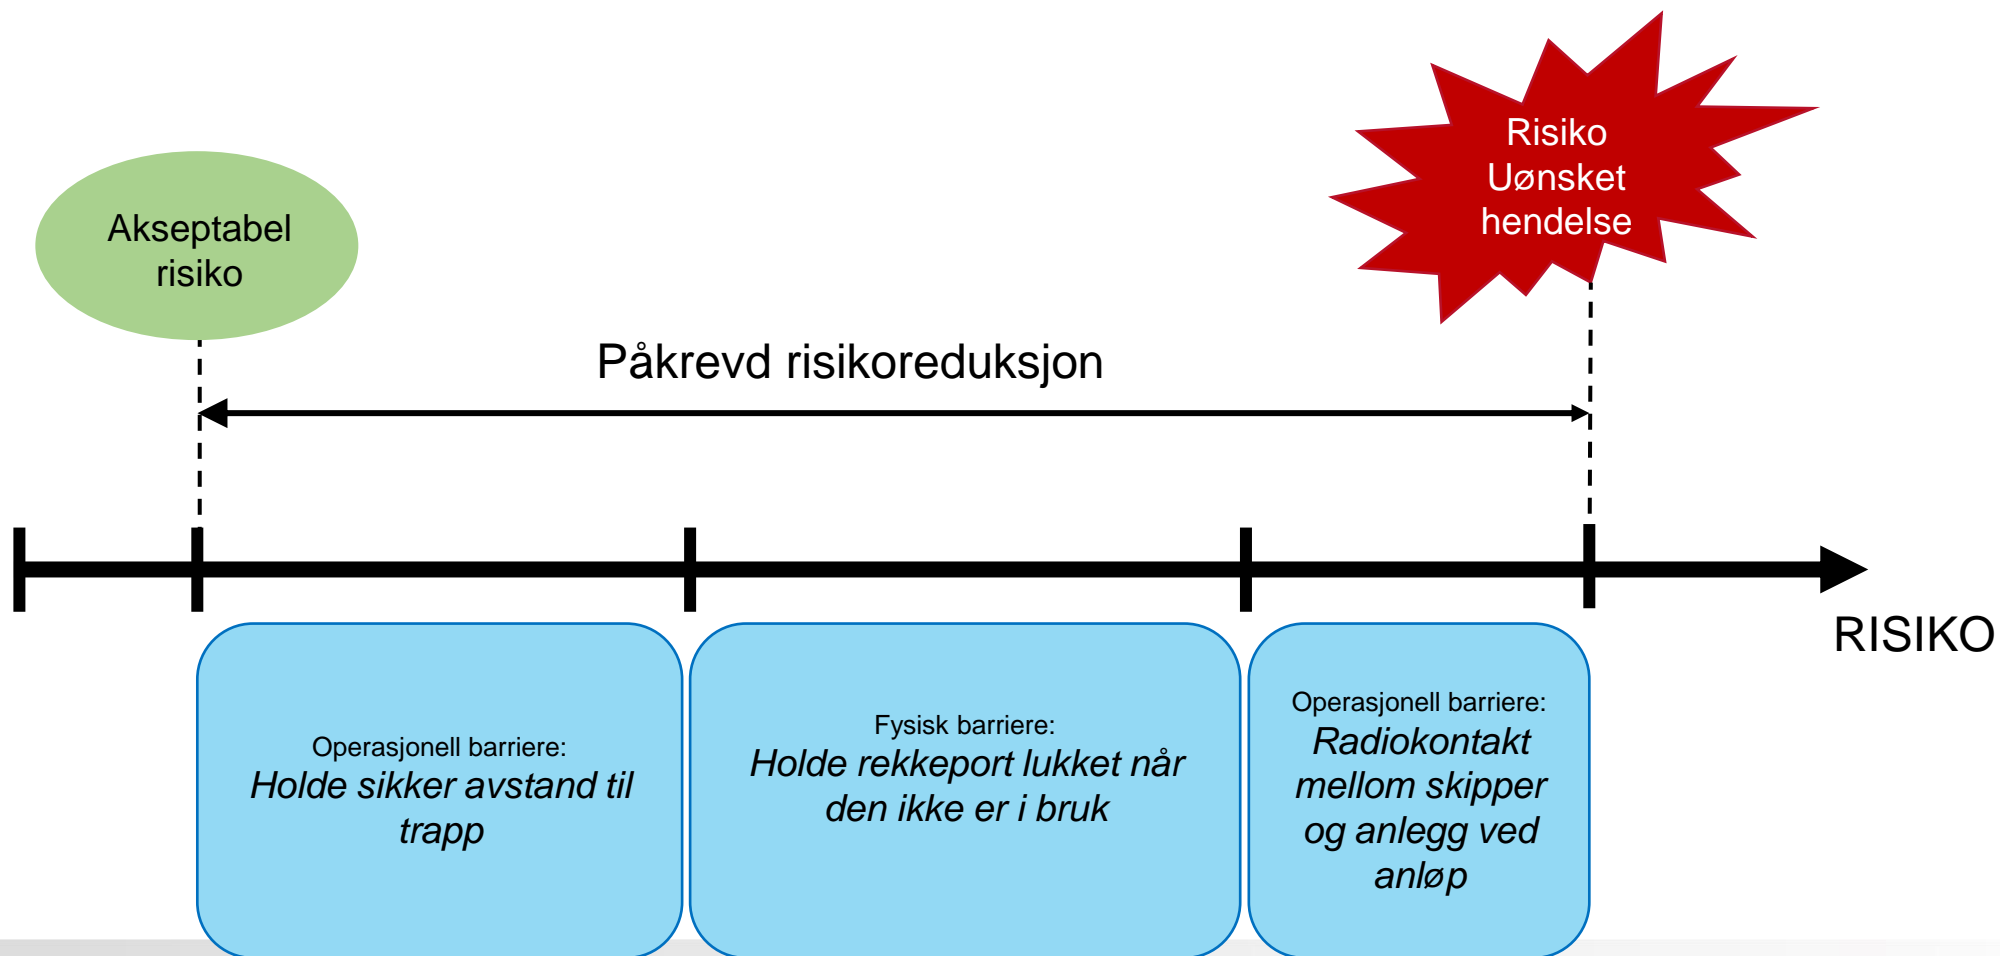 Risiko
Uønsket
hendelse
Akseptabel
risiko
Påkrevd risikoreduksjon
RISIKO
Operasjonell barriere:
Holde sikker avstand til
trapp
Fysisk barriere:
Holde rekkeport lukket når
den ikke er i bruk
Operasjonell barriere:
Radiokontakt
mellom skipper
og anlegg ved
anløp